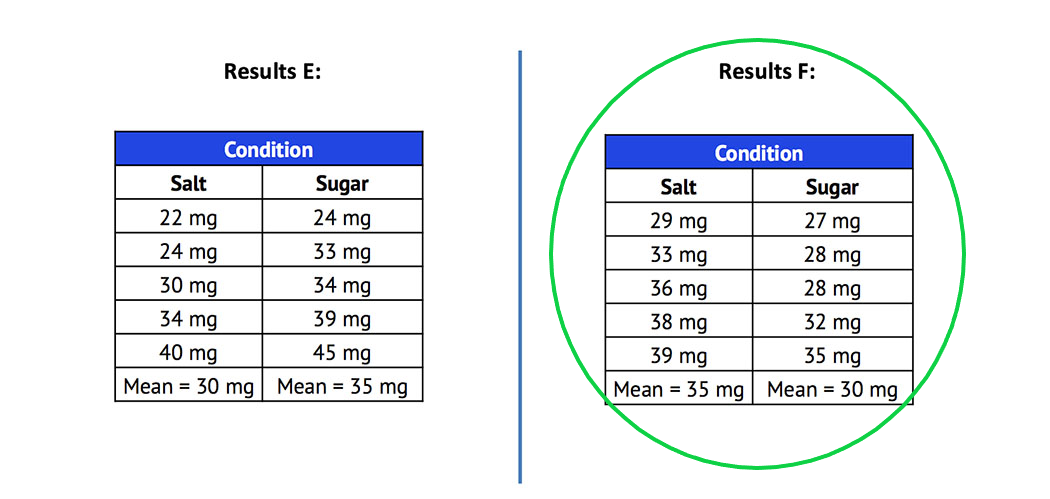 Results E:
Condition
Salt Sugar
22 mg 24 mg
24 mg 33 mg
30 mg 34 mg
34 mg 39 mg
40 mg 45 mg
Mean = 30 mg Mean = 35 mg
Results F:
Condition
Salt Sugar
29 mg 27 mg
33 mg 28 mg
36 mg 28 mg
38 mg 32 mg
39 mg 35 mg
Mean = 35 mg Mean = 30 mg